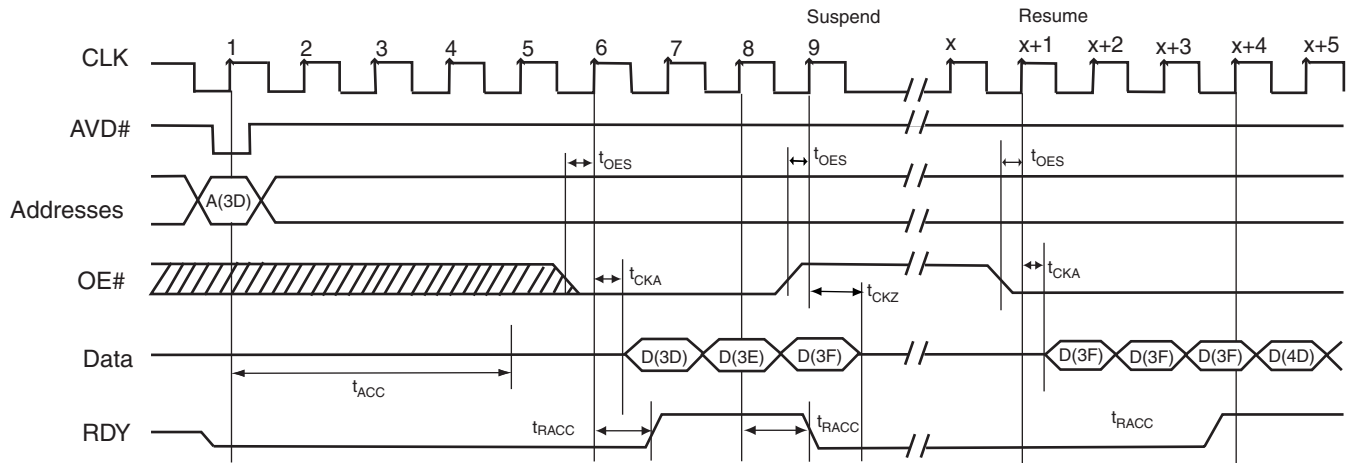 Suspend Resume
1 2 3 4 5 6 7 8 9 x x+1 x+2 x+3 x+4 x+5
CLK
AVD#
tOES tOES tOES
Addresses A(3D)
OE# tCKA tCKZ tCKA
Data D(3D) D(3E) D(3F) D(3F) D(3F) D(3F) D(4D)
tACC
RDY tRACC tRACC tRACC